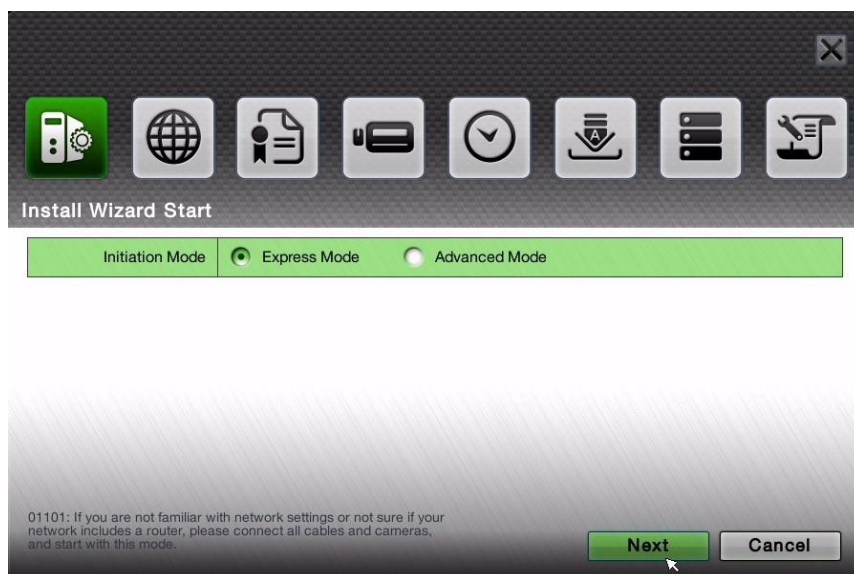 A
Install Wizard Start
Initiation Mode Express Mode Advanced Mode
01101: If you are not familiar with network settings or not sure if your
network includes a router, please connect all cables and cameras,
and start with this mode.
Next Cancel